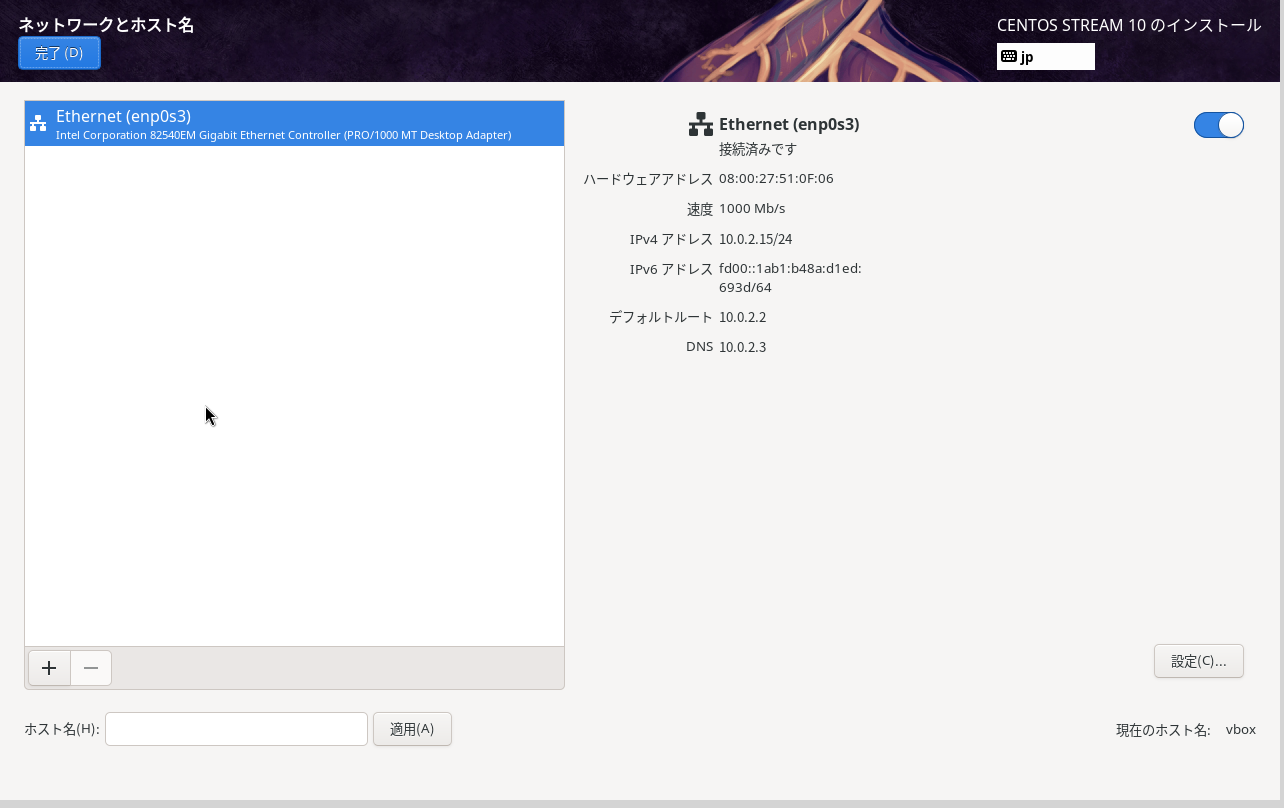 ネットワークとホスト名
完了 (D)
CENTOS STREAM 10 のインストール
jp
Ethernet (enp0s3)
Intel Corporation 82540EM Gigabit Ethernet Controller (PRO/1000 MT Desktop Adapter)
Ethernet (enp0s3)
接続済みです
ハードウェアアドレス 08:00:27:51:0F:06
速度 1000 Mb/s
IPv4 アドレス 10.0.2.15/24
IPv6 アドレス fd00::1ab1:b48a:d1ed:
693d/64
デフォルトルート 10.0.2.2
DNS 10.0.2.3
設定(C)...
ホスト名(H):
適用(A)
現在のホスト名: vbox